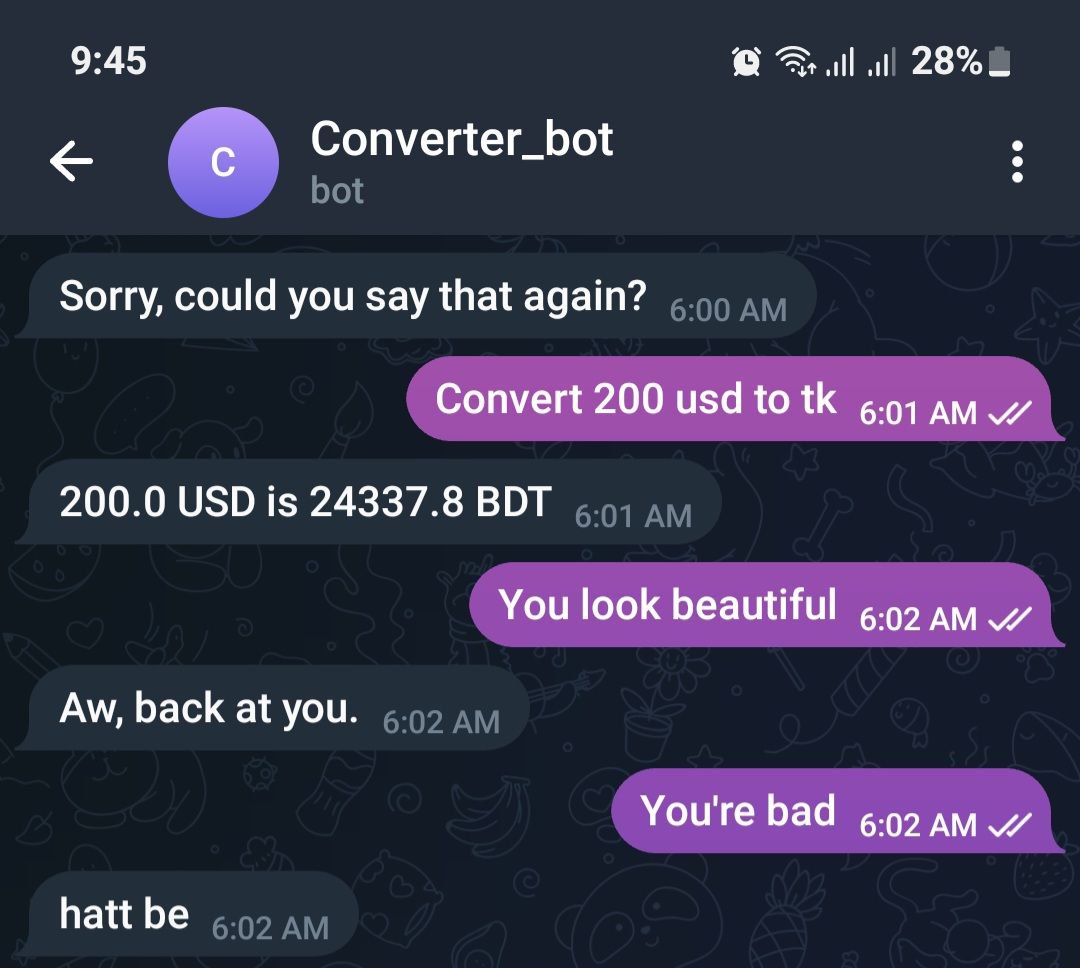 9:45
28%
C
Converter_bot
bot
Sorry, could you say that again? 6:00 AM
Convert 200 usd to tk 6:01 AM
200.0 USD is 24337.8 BDT 6:01 AM
You look beautiful 6:02 AM
Aw, back at you. 6:02 AM
You're bad 6:02 AM
hatt be 6:02 AM